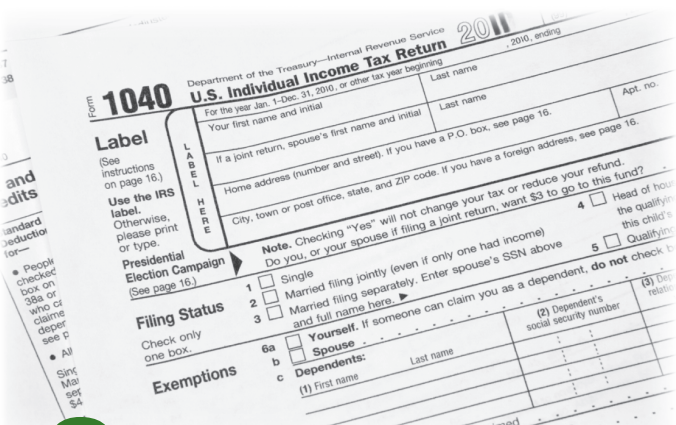 Form
1040
Department of the Treasury—Internal Revenue Service
U.S. Individual Income Tax Return
20
For the year Jan. 1–Dec. 31, 2010, or other tax year beginning
, 2010, ending
Label
(See
instructions
on page 16.)
Use the IRS
label.
Otherwise,
please print
or type.
LABEL HERE
Your first name and initial
Last name
If a joint return, spouse's first name and initial
Last name
Home address (number and street). If you have a P.O. box, see page 16.
Apt. no.
City, town or post office, state, and ZIP code. If you have a foreign address, see page 16.
Presidential
Election Campaign
(See page 16.)
Note. Checking "Yes" will not change your tax or reduce your refund.
Do you, or your spouse if filing a joint return, want $3 to go to this fund?
Filing Status
Check only
one box.
1 Single
2 Married filing jointly (even if only one had income)
3 Married filing separately. Enter spouse's SSN above
and full name here.
4 Head of hou
the qualifyin
this child's
5 Qualifying
Exemptions
6a Yourself. If someone can claim you as a dependent, do not check b
b Spouse
c Dependents:
(1) First name Last name
(2) Dependent's
social security number
(3) Dep
relatio
and
edits
tandard
Deduction
for—
• People
checked
box on
38a or
who ca
claime
deper
see p
• All
Sing
Mar
sep
$4